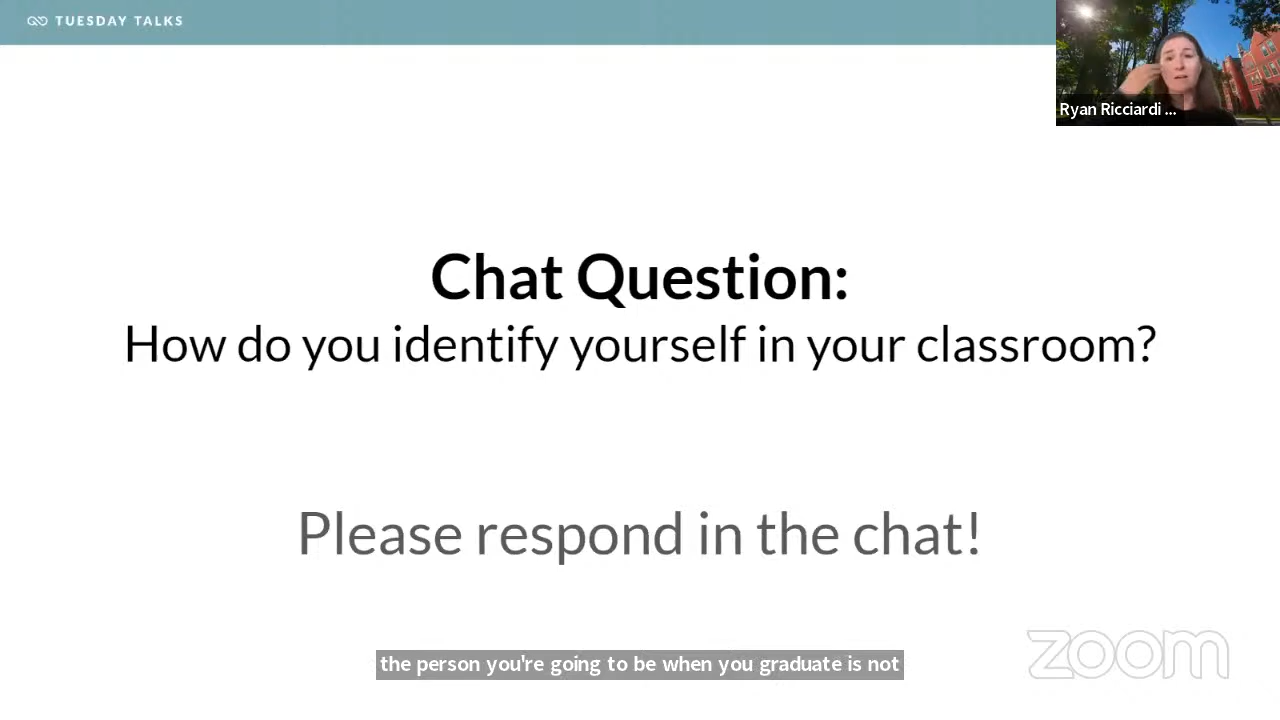 TUESDAY TALKS
Ryan Ricciardi ...
Chat Question:
How do you identify yourself in your classroom?
Please respond in the chat!
zoom
the person you're going to be when you graduate is not